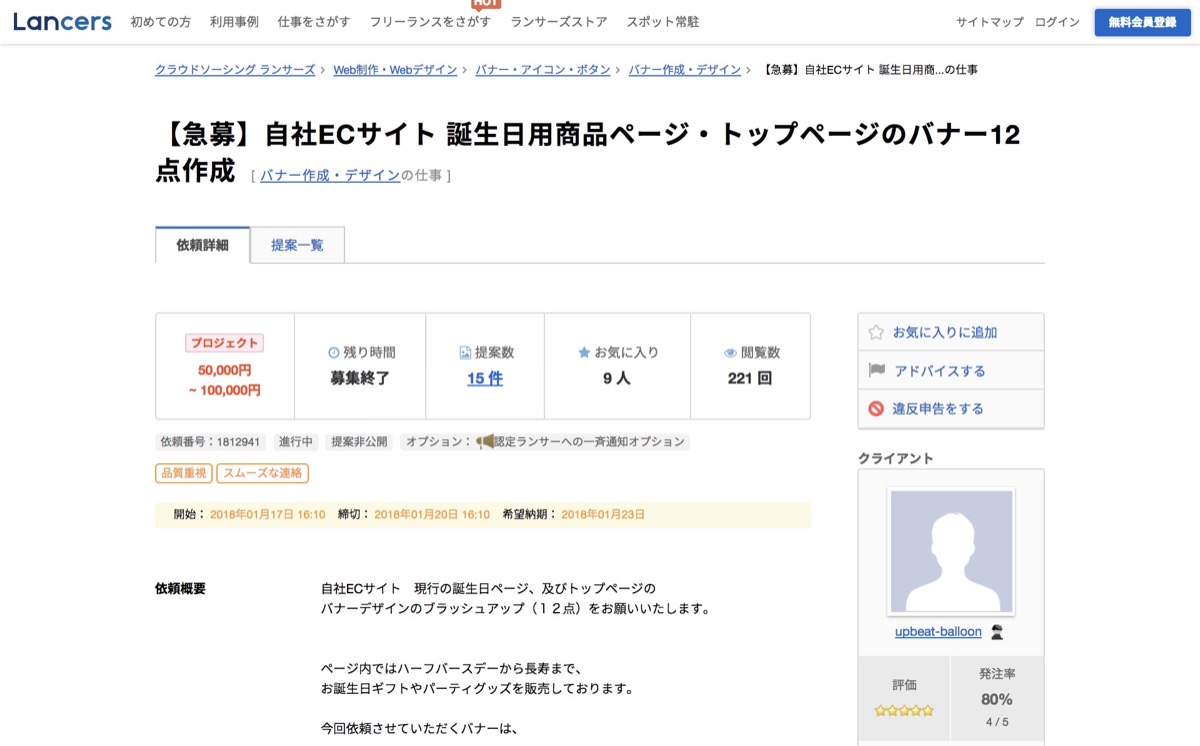 Lancers 初めての方 利用事例 仕事をさがす フリーランスをさがす HOT ランサーズストア スポット常駐 サイトマップ ログイン 無料会員登録
クラウドソーシング ランサーズ › Web制作・Webデザイン › バナー・アイコン・ボタン › バナー作成・デザイン › 【急募】自社ECサイト 誕生日用商...の仕事
【急募】自社ECサイト 誕生日用商品ページ・トップページのバナー12
点作成 [ バナー作成・デザインの仕事 ]
依頼詳細 提案一覧
プロジェクト
50,000円
~ 100,000円
残り時間
募集終了
提案数
15 件
お気に入り
9 人
閲覧数
221 回
お気に入りに追加
アドバイスする
違反申告をする
依頼番号：1812941 進行中 提案非公開 オプション： 認定ランサーへの一斉通知オプション
品質重視 スムーズな連絡
開始： 2018年01月17日 16:10 締切： 2018年01月20日 16:10 希望納期： 2018年01月23日
クライアント
upbeat-balloon
評価
発注率
80%
4 / 5
依頼概要
自社ECサイト　現行の誕生日ページ、及びトップページの
バナーデザインのブラッシュアップ（１２点）をお願いいたします。
ページ内ではハーフバースデーから長寿まで、
お誕生日ギフトやパーティグッズを販売しております。
今回依頼させていただくバナーは、